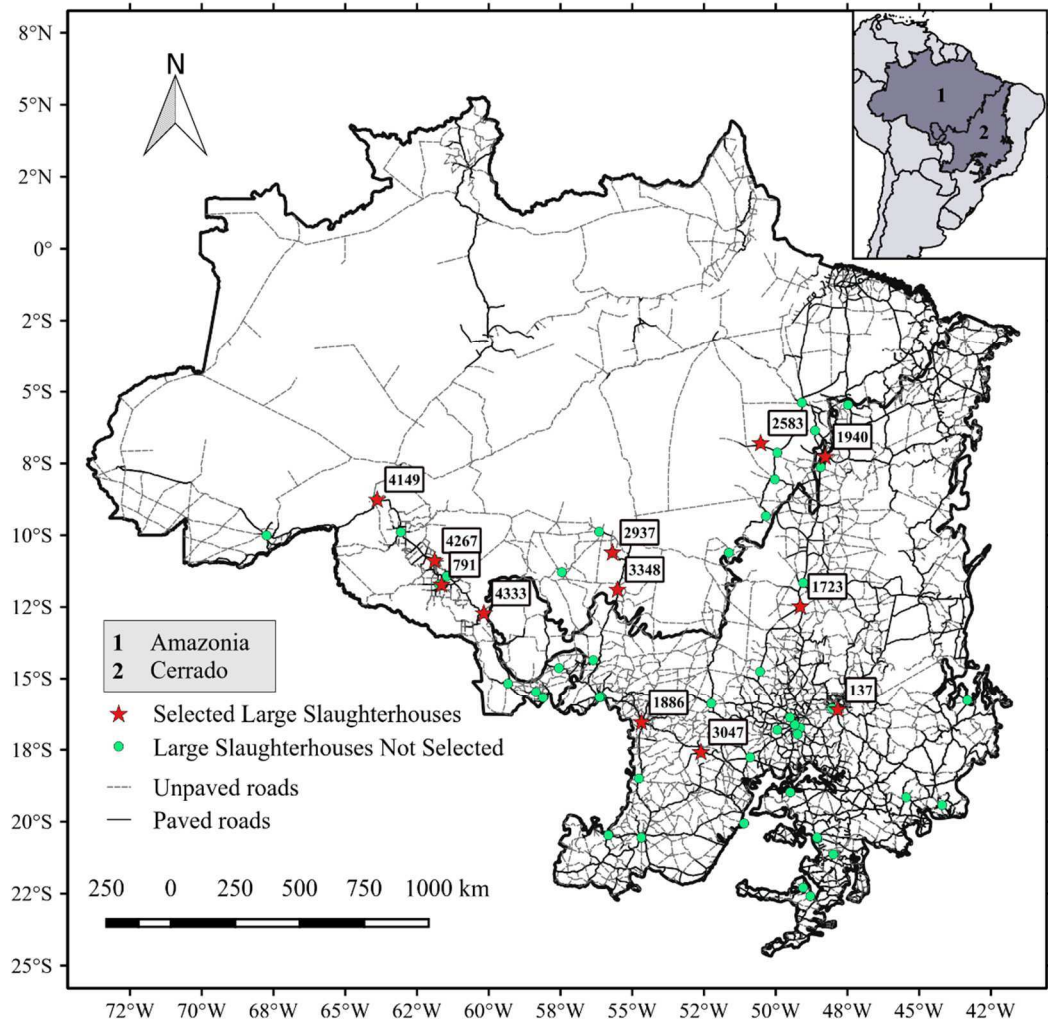 8°N
5°N
2°N
0°
2°S
5°S
8°S
10°S
12°S
15°S
18°S
20°S
22°S
25°S
N
1
2
2583
1940
4149
4267
2937
791
3348
4333
1723
137
1886
3047
1 Amazonia
2 Cerrado
Selected Large Slaughterhouses
Large Slaughterhouses Not Selected
Unpaved roads
Paved roads
250 0 250 500 750 1000 km
72°W 70°W 68°W 65°W 62°W 60°W 58°W 55°W 52°W 50°W 48°W 45°W 42°W